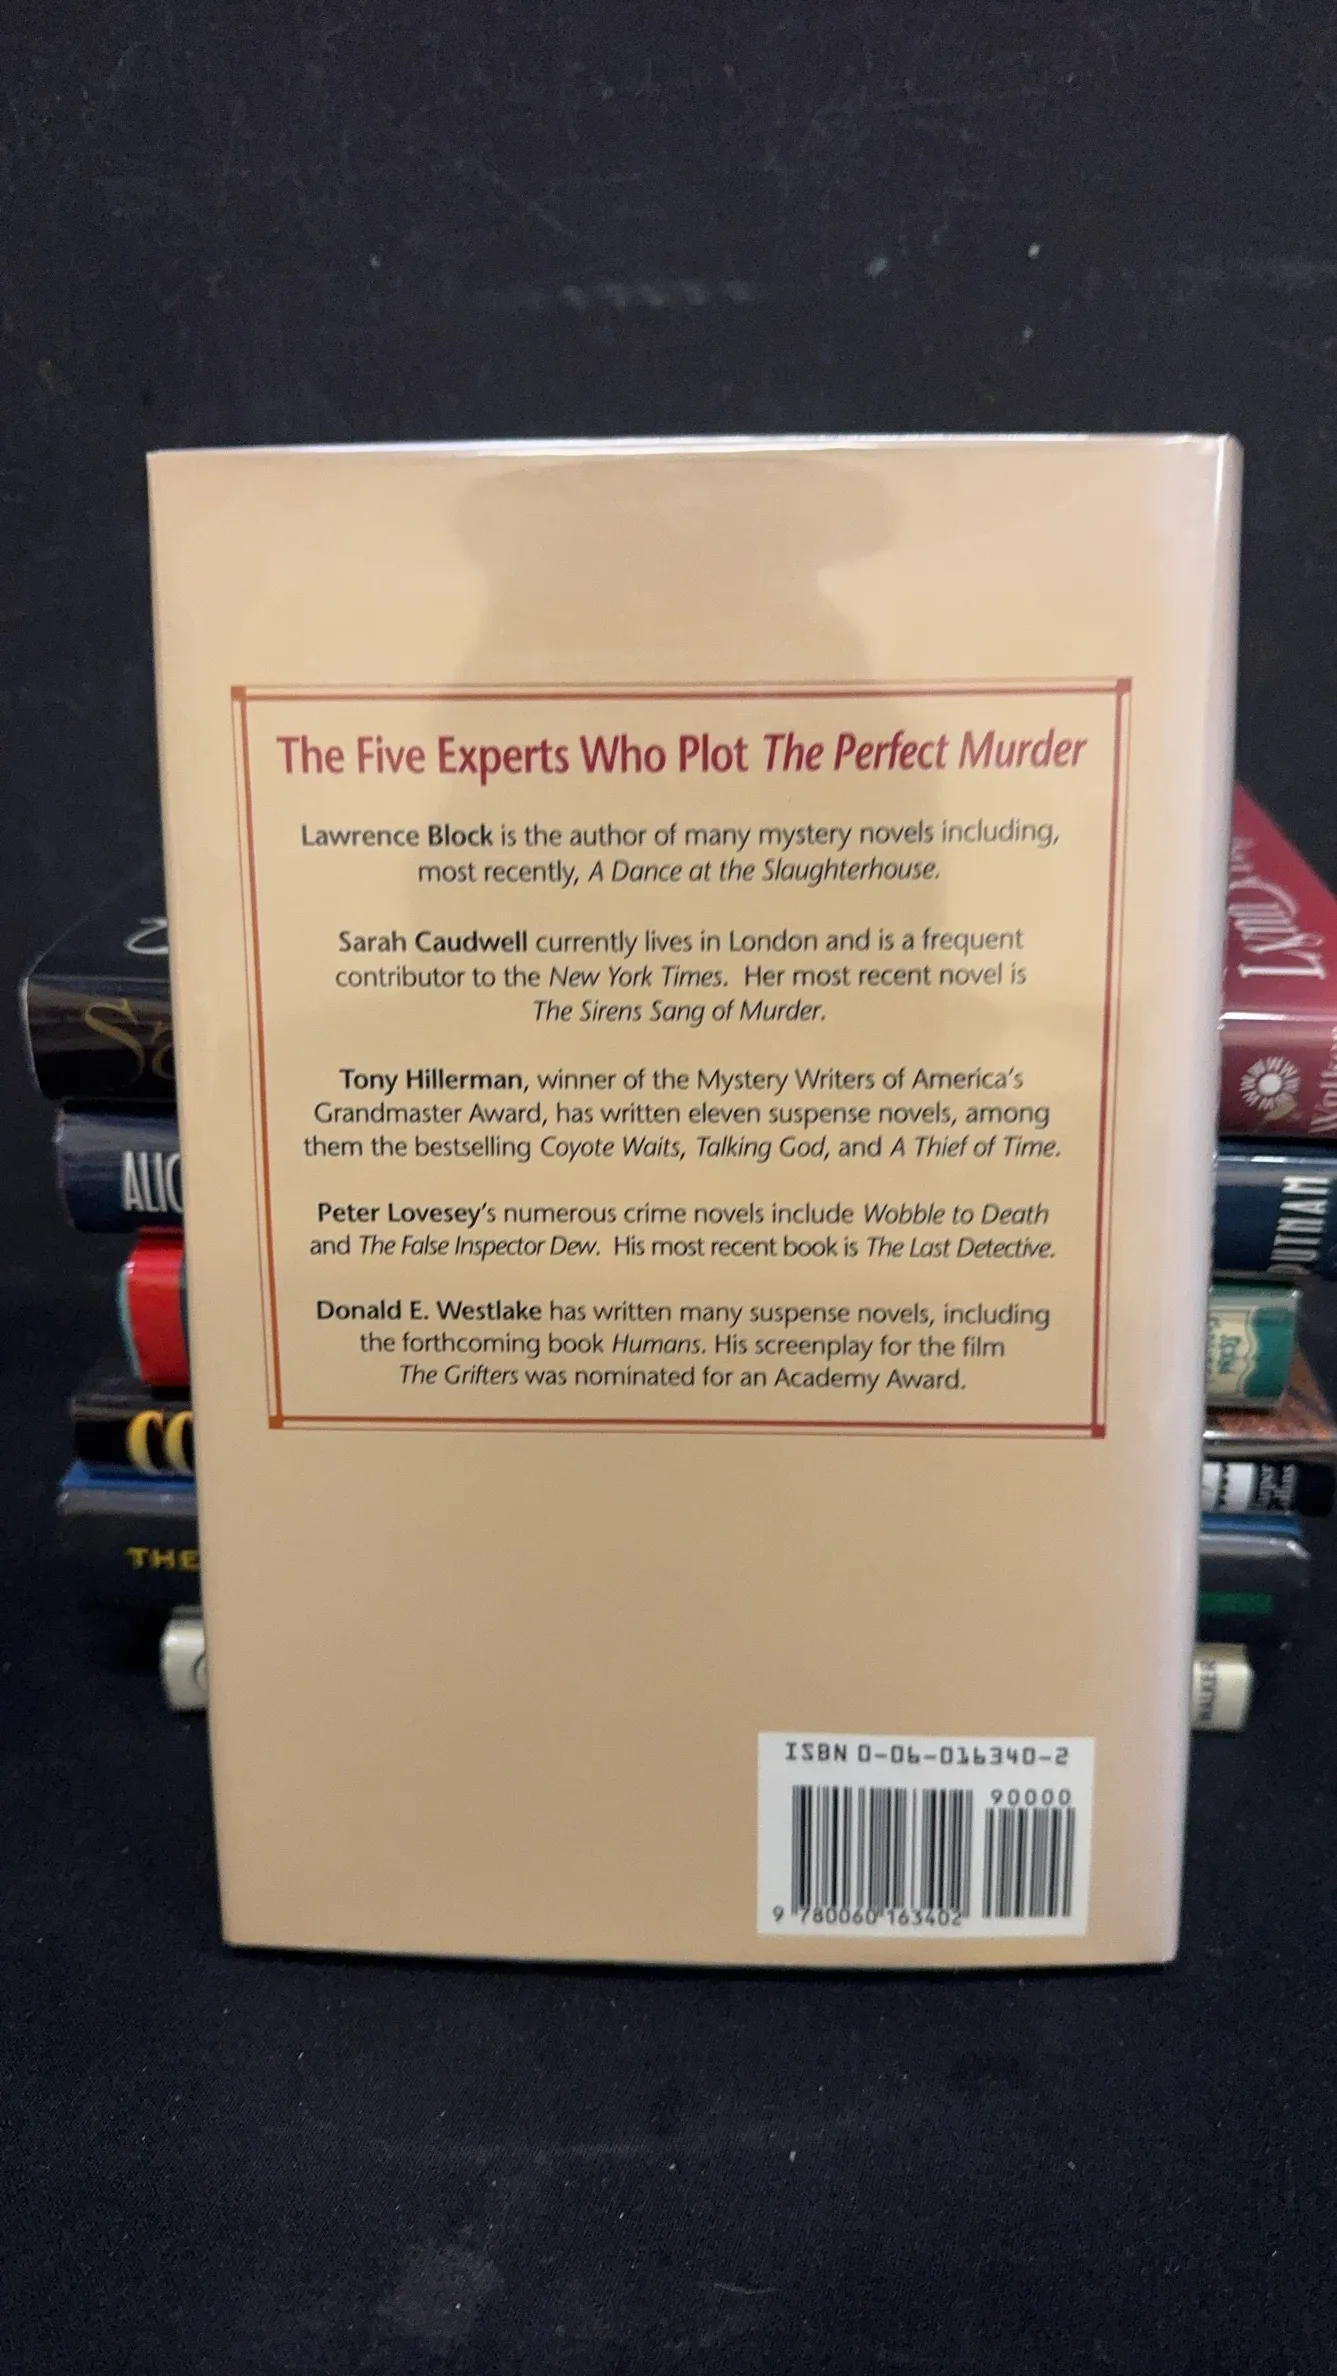 The Five Experts Who Plot The Perfect Murder
Lawrence Block is the author of many mystery novels including,
most recently, A Dance at the Slaughterhouse.
Sarah Caudwell currently lives in London and is a frequent
contributor to the New York Times. Her most recent novel is
The Sirens Sang of Murder.
Tony Hillerman, winner of the Mystery Writers of America's
Grandmaster Award, has written eleven suspense novels, among
them the bestselling Coyote Waits, Talking God, and A Thief of Time.
Peter Lovesey's numerous crime novels include Wobble to Death
and The False Inspector Dew. His most recent book is The Last Detective.
Donald E. Westlake has written many suspense novels, including
the forthcoming book Humans. His screenplay for the film
The Grifters was nominated for an Academy Award.
ISBN 0-06-016340-2
90000
9 780060 163402
ALIC
CO
THE
PUTNAM
WALKER